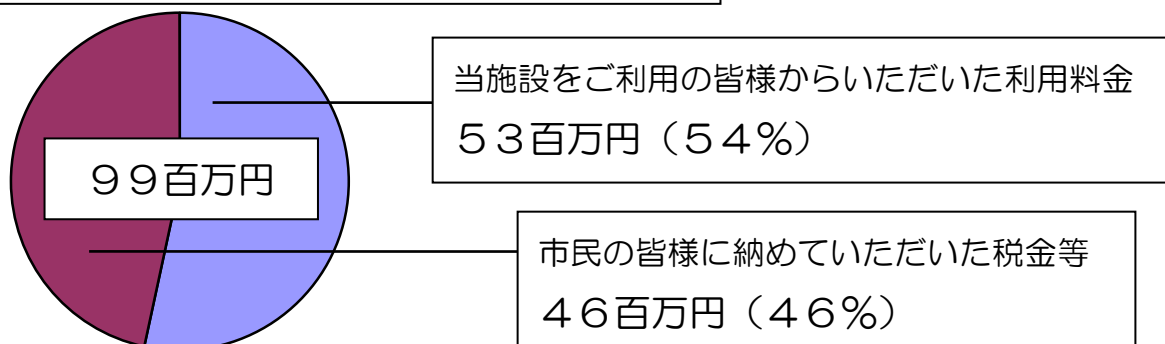 当施設をご利用の皆様からいただいた利用料金
５３百万円（５４％）
９９百万円
市民の皆様に納めていただいた税金等
４６百万円（４６％）